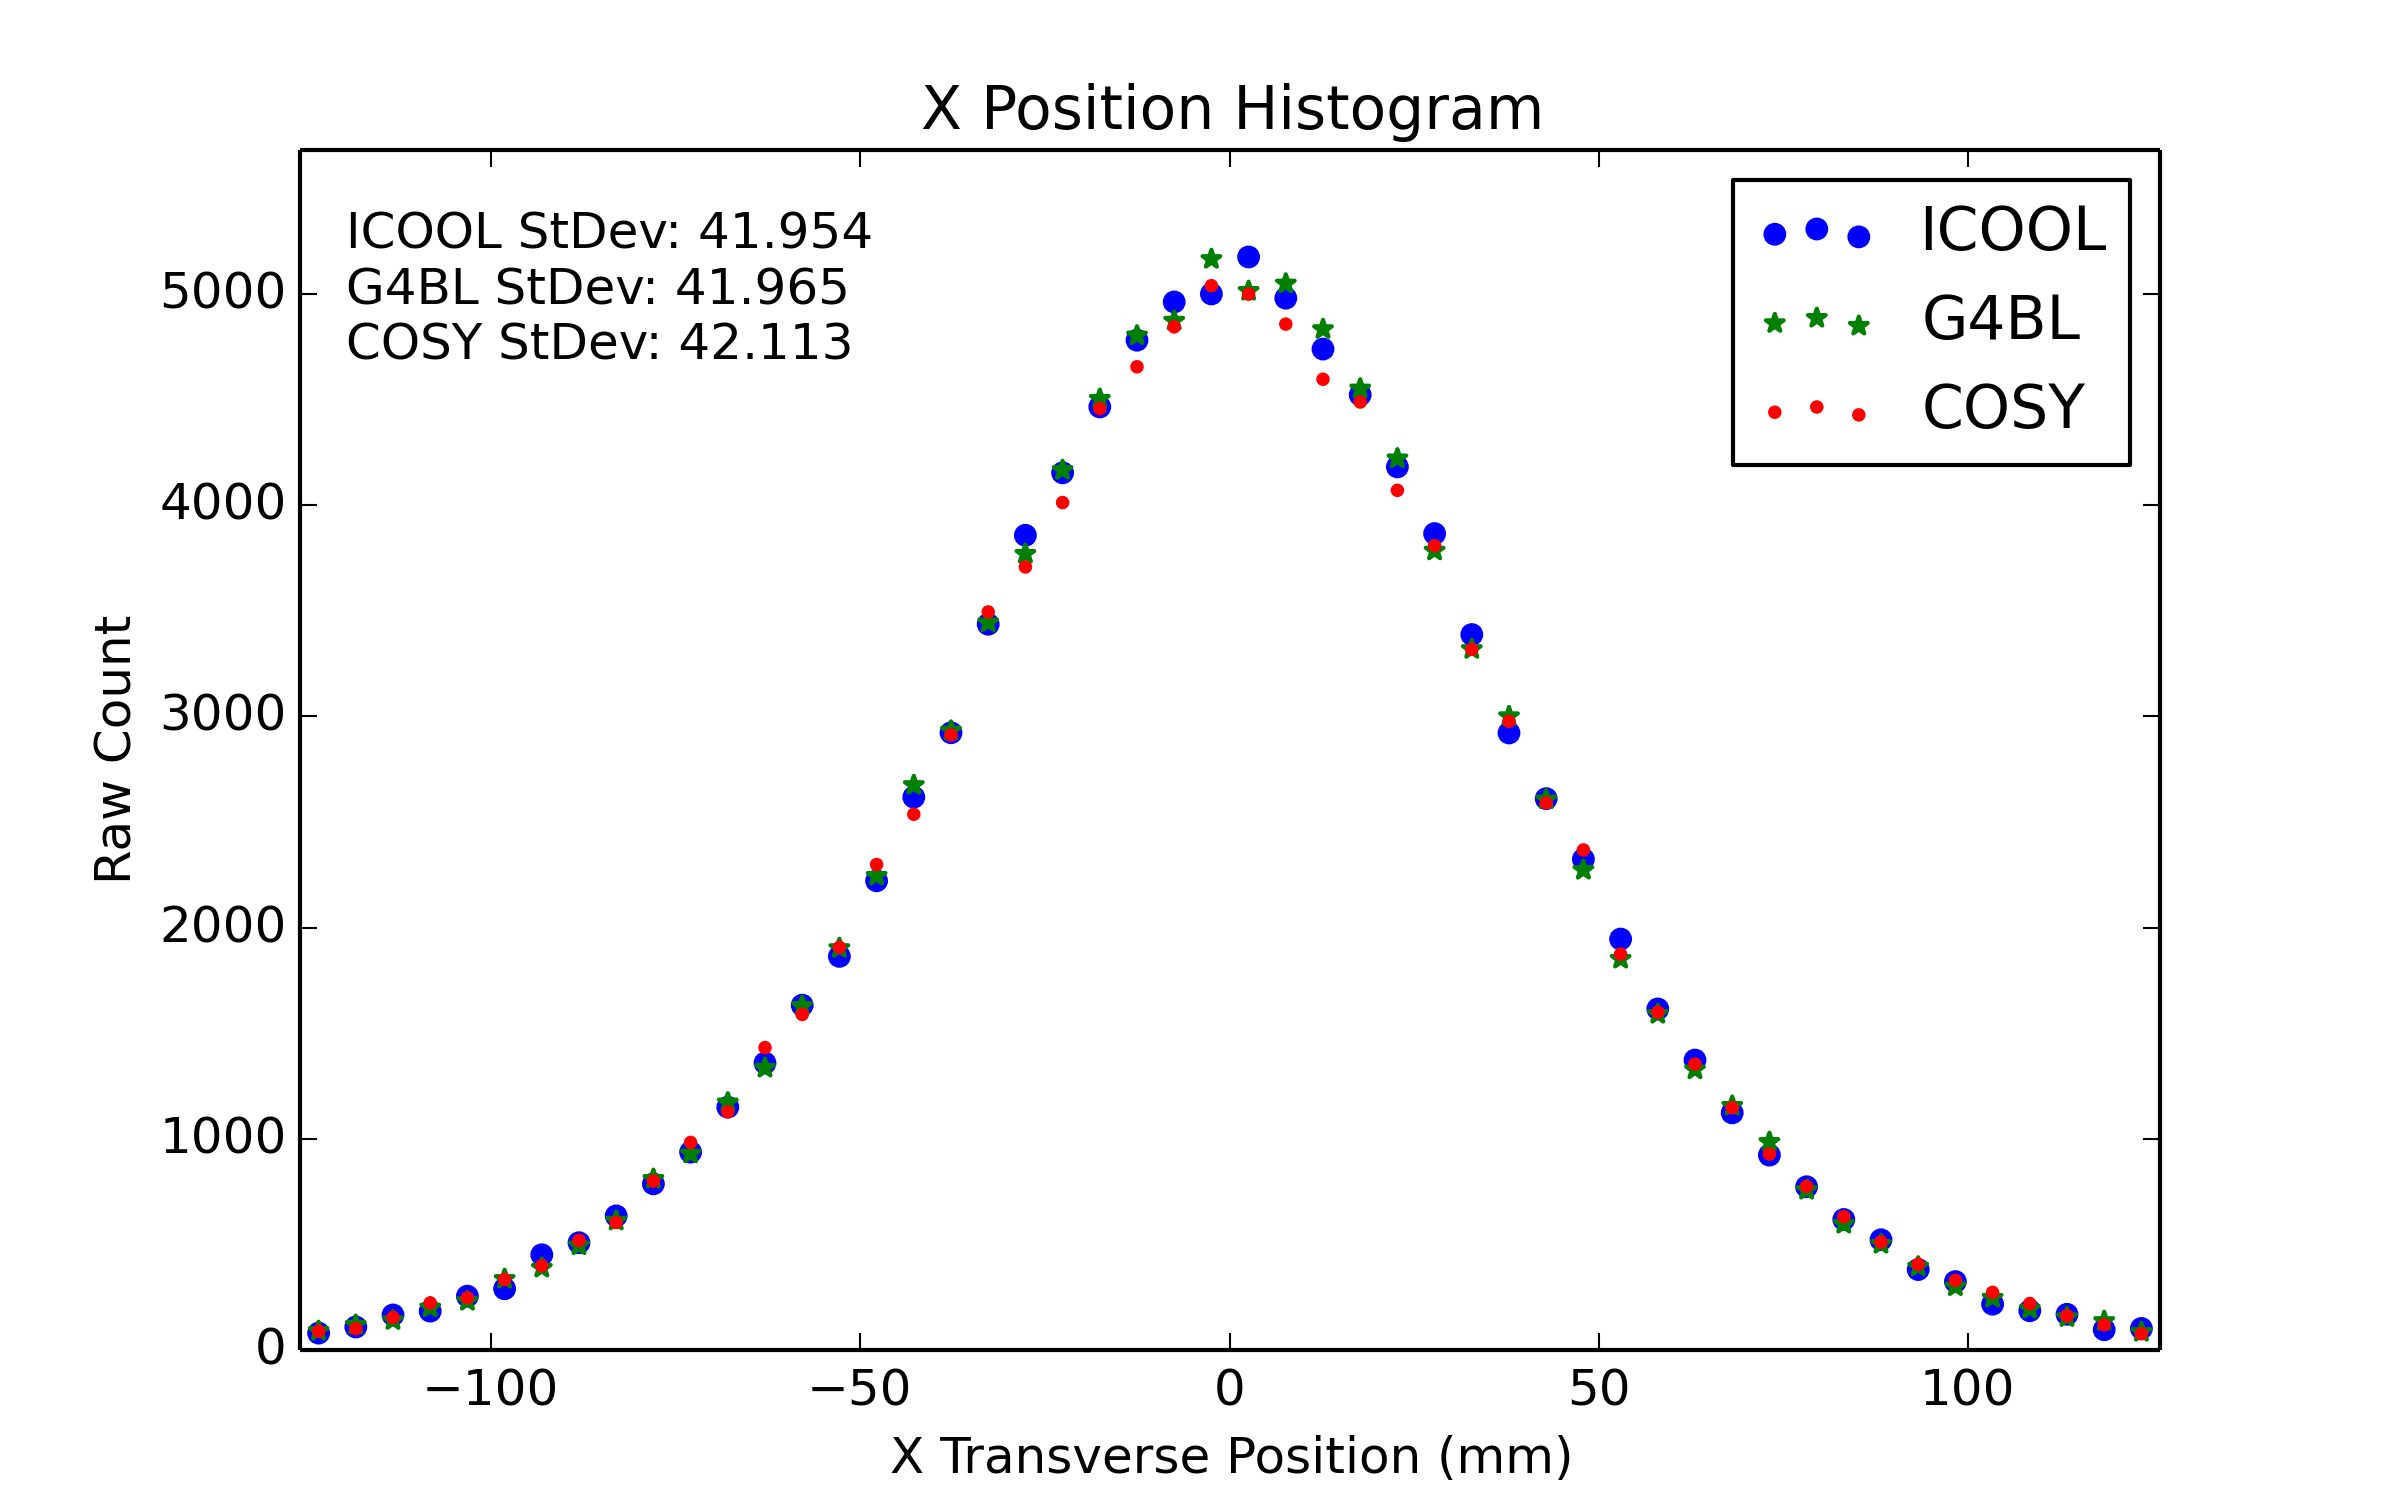 X Position Histogram
ICOOL StDev: 41.954
G4BL StDev: 41.965
COSY StDev: 42.113
ICOOL
G4BL
COSY
5000
4000
3000
2000
1000
0
Raw Count
−100 −50 0 50 100
X Transverse Position (mm)